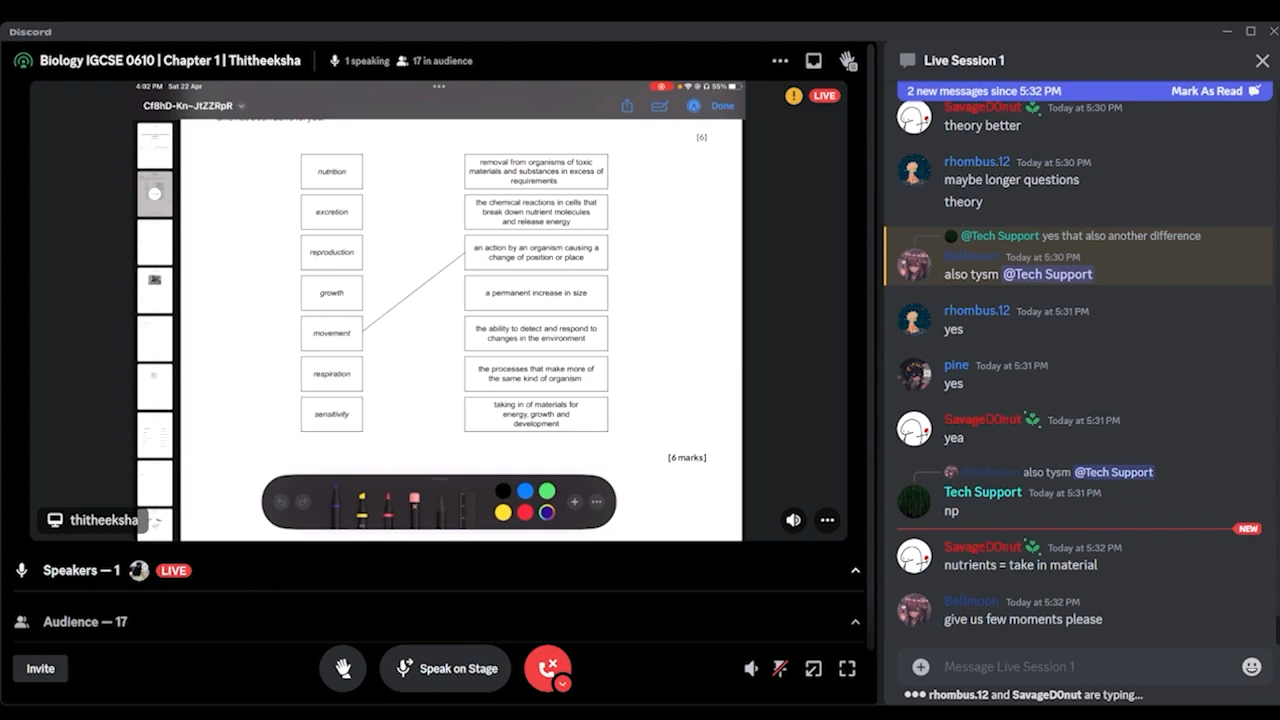 Discord
Biology IGSCE 0610 | Chapter 1 | Thitheeksha
1 speaking
17 in audience
4:02 PM Sat 22 Apr
55%
Cf8hD-Kn~JtZZRpR
Done
LIVE
[6]
nutrition
removal from organisms of toxic
materials and substances in excess of
requirements
excretion
the chemical reactions in cells that
break down nutrient molecules
and release energy
reproduction
an action by an organism causing a
change of position or place
growth
a permanent increase in size
movement
the ability to detect and respond to
changes in the environment
respiration
the processes that make more of
the same kind of organism
sensitivity
taking in of materials for
energy, growth and
development
[6 marks]
thitheeksha
Speakers — 1
LIVE
Audience — 17
Invite
Speak on Stage
Live Session 1
2 new messages since 5:32 PM
Mark As Read
SavageD0nut Today at 5:30 PM
theory better
rhombus.12 Today at 5:30 PM
maybe longer questions
theory
@Tech Support yes that also another difference
Bellmoon Today at 5:30 PM
also tysm @Tech Support
rhombus.12 Today at 5:31 PM
yes
pine Today at 5:31 PM
yes
SavageD0nut Today at 5:31 PM
yea
@Bellmoon also tysm @Tech Support
Tech Support Today at 5:31 PM
np
NEW
SavageD0nut Today at 5:32 PM
nutrients = take in material
Bellmoon Today at 5:32 PM
give us few moments please
Message Live Session 1
rhombus.12 and SavageD0nut are typing...